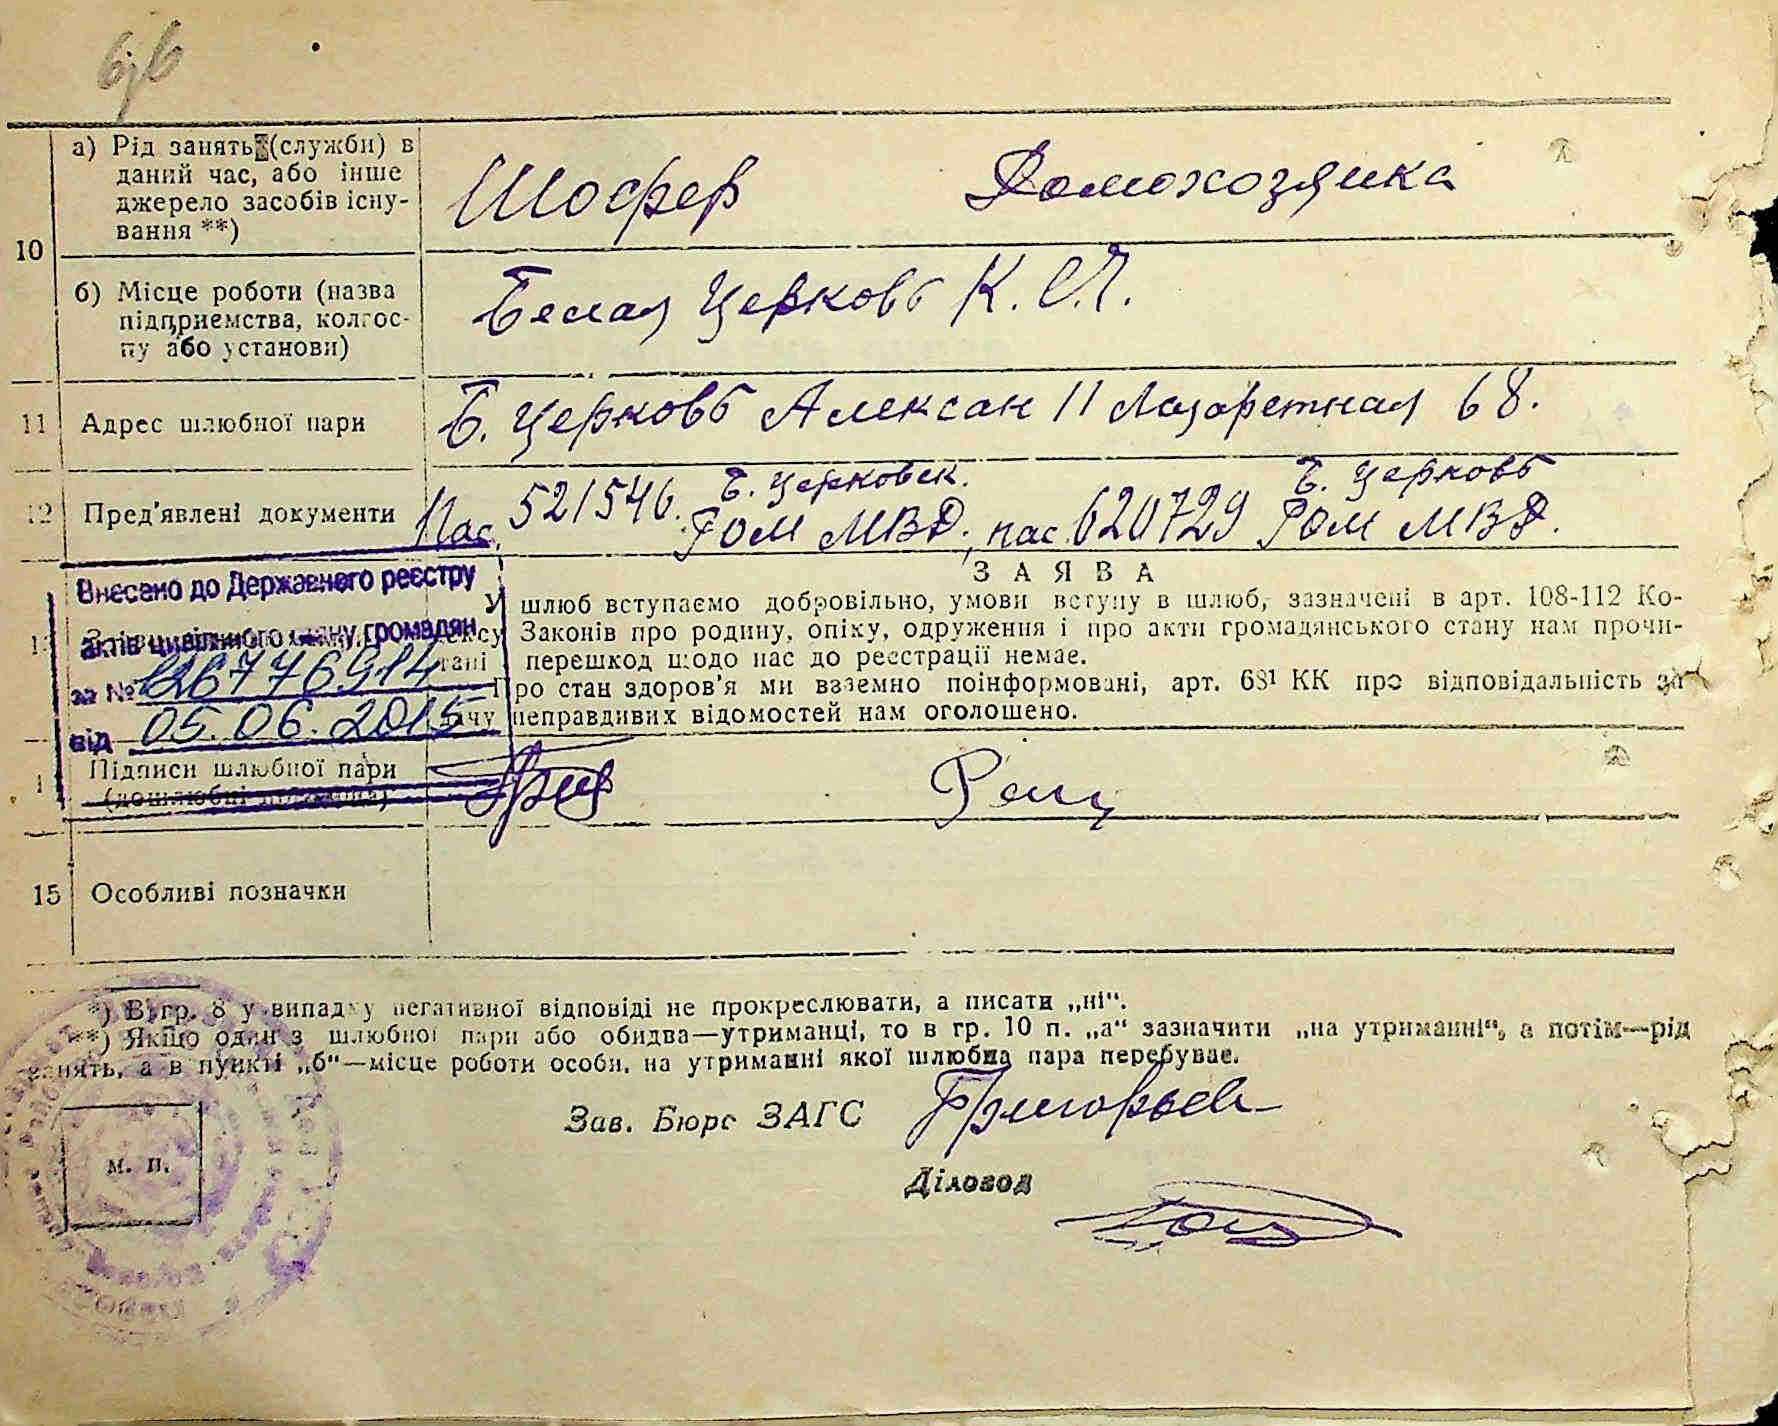 10
а) Рід занять (служби) в
даний час, або інше
джерело засобів існу-
вання **)
Шофер Домохозяика
б) Місце роботи (назва
підприємства, колгос-
пу або установи)
Белая Церковь К.
11 Адрес шлюбної пари
Б. Церковь Алексан II Лазаретная 68.
12 Пред'явлені документи
Пас. 521546. Б. Церковск. РОМ МВД; пас. 620729 Б. Церковь РОМ МВД.
Внесено до Державного реєстру
актів цивільного стану громадян
за №
від 05.06.2015
ЗАЯВА
У шлюб вступаємо добровільно, умови вступу в шлюб, зазначені в арт. 108-112 Ко-
Законів про родину, опіку, одруження і про акти громадянського стану нам прочи-
тані перешкод щодо нас до реєстрації немає.
Про стан здоров'я ми взаємно поінформовані, арт. 68¹ КК про відповідальність за
неправдивих відомостей нам оголошено.
Підписи шлюбної пари
15 Особливі позначки
*) В гр. 8 у випадку негативної відповіді не прокреслювати, а писати „ні“.
**) Якщо один з шлюбної пари або обидва—утриманці, то в гр. 10 п. „а“ зазначити „на утриманні“, а потім—рід
занять, а в пункті „б“—місце роботи особи, на утриманні якої шлюбна пара перебуває.
Зав. Бюро ЗАГС
Діловод
м. п.